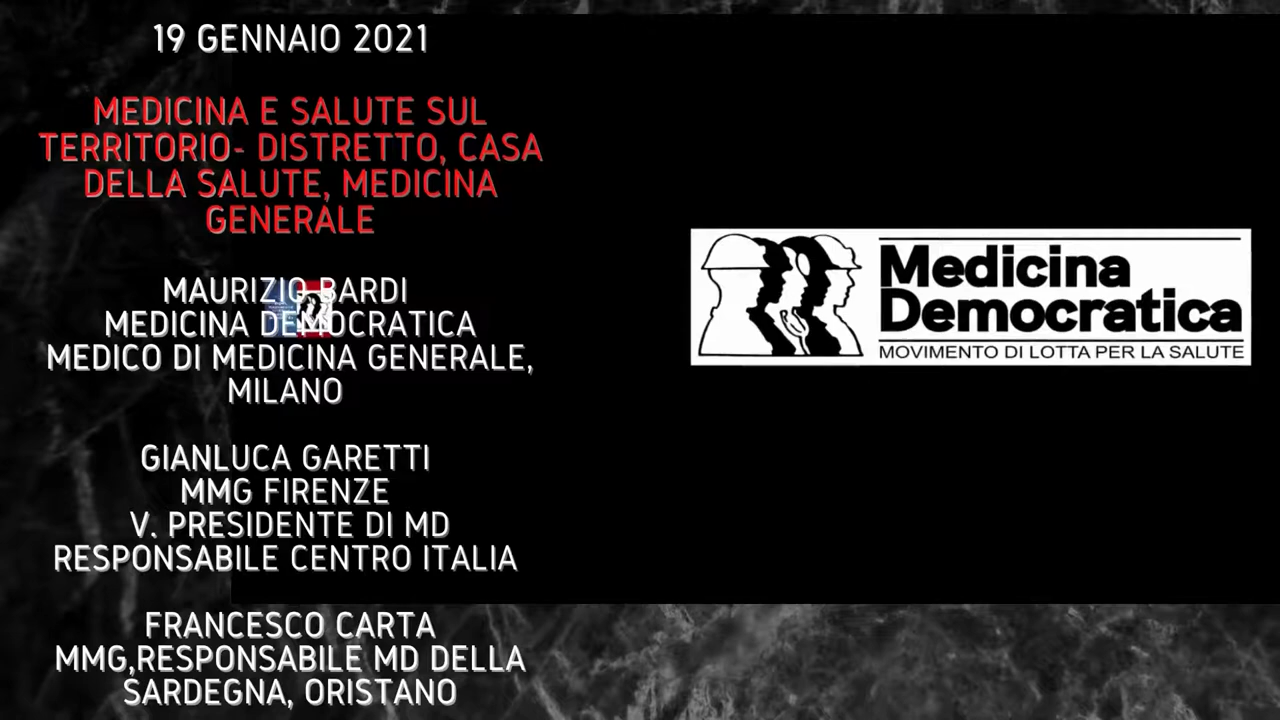 19 GENNAIO 2021
MEDICINA E SALUTE SUL
TERRITORIO- DISTRETTO, CASA
DELLA SALUTE, MEDICINA
GENERALE
MAURIZIO BARDI
MEDICINA DEMOCRATICA
MEDICO DI MEDICINA GENERALE,
MILANO
GIANLUCA GARETTI
MMG FIRENZE
V. PRESIDENTE DI MD
RESPONSABILE CENTRO ITALIA
FRANCESCO CARTA
MMG,RESPONSABILE MD DELLA
SARDEGNA, ORISTANO
Medicina
Democratica
MOVIMENTO DI LOTTA PER LA SALUTE